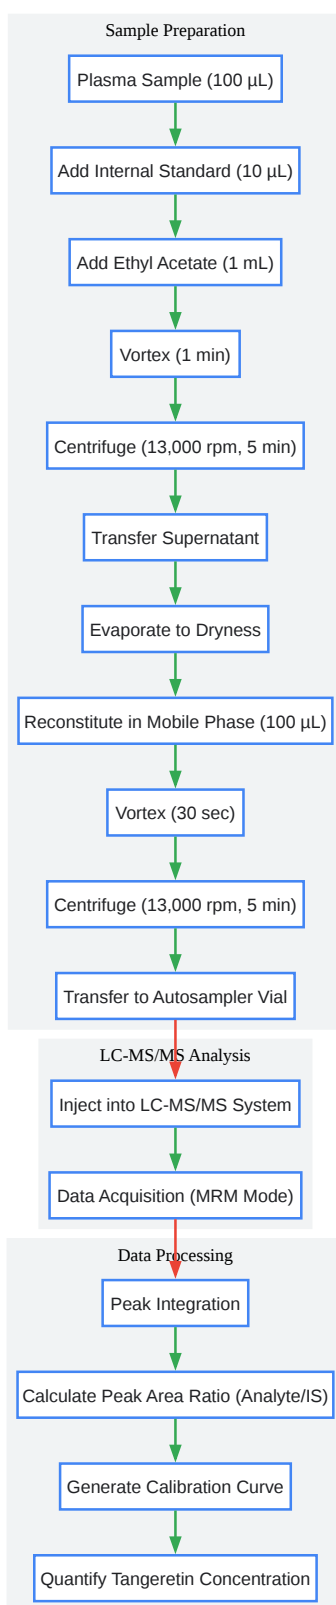 Sample Preparation
Plasma Sample (100 µL)
Add Internal Standard (10 µL)
Add Ethyl Acetate (1 mL)
Vortex (1 min)
Centrifuge (13,000 rpm, 5 min)
Transfer Supernatant
Evaporate to Dryness
Reconstitute in Mobile Phase (100 µL)
Vortex (30 sec)
Centrifuge (13,000 rpm, 5 min)
Transfer to Autosampler Vial
LC-MS/MS Analysis
Inject into LC-MS/MS System
Data Acquisition (MRM Mode)
Data Processing
Peak Integration
Calculate Peak Area Ratio (Analyte/IS)
Generate Calibration Curve
Quantify Tangeretin Concentration